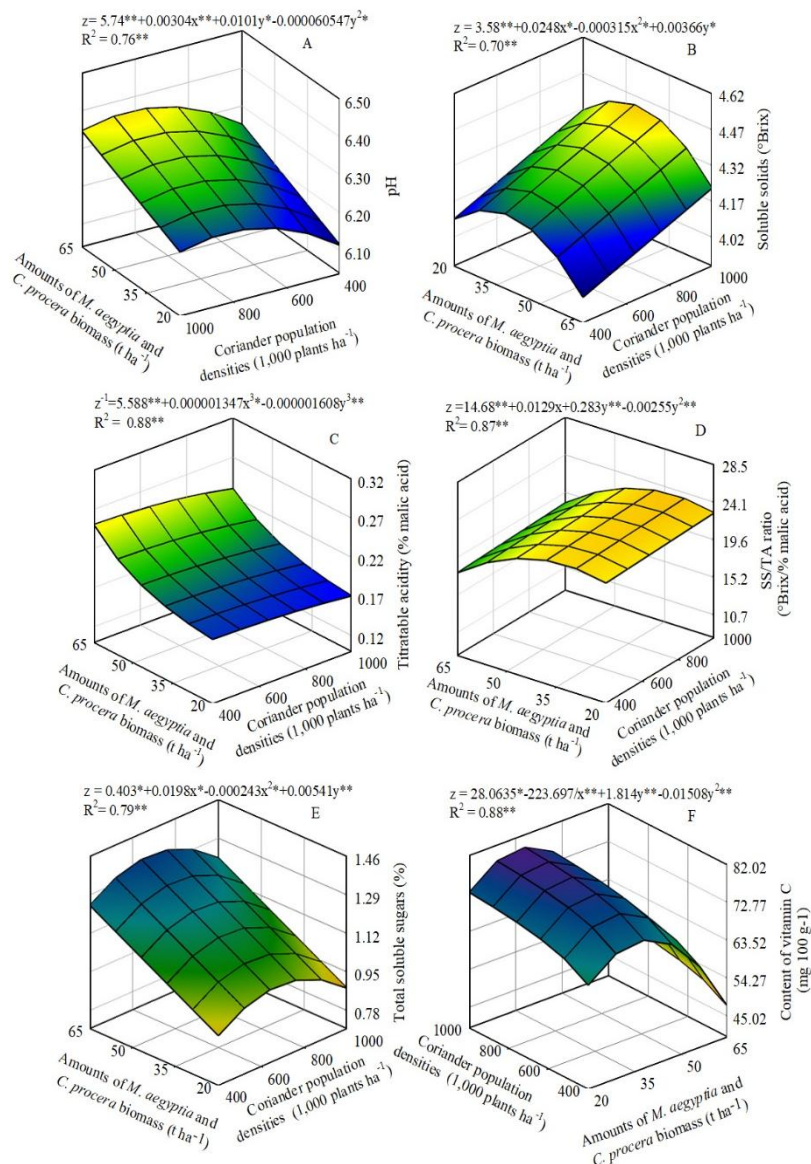 z = 5.74**+0.00304x**+0.0101y*-0.000060547y²*
R² = 0.76**
A
6.50
6.40
6.30
6.20
6.10
pH
65
50
35
20
1000
800
600
400
Amounts of M. aegyptia and
C. procera biomass (t ha⁻¹)
Coriander population
densities (1,000 plants ha⁻¹)
z = 3.58**+0.0248x*-0.000315x²*+0.00366y*
R²= 0.70**
B
4.62
4.47
4.32
4.17
4.02
Soluble solids (°Brix)
20
35
50
65
400
600
800
1000
Amounts of M. aegyptia and
C. procera biomass (t ha⁻¹)
Coriander population
densities (1,000 plants ha⁻¹)
z⁻¹=5.588**+0.000001347x³*-0.000001608y³**
R² = 0.88**
C
0.32
0.27
0.22
0.17
0.12
Titratable acidity (% malic acid)
65
50
35
20
400
600
800
1000
Amounts of M. aegyptia and
C. procera biomass (t ha⁻¹)
Coriander population
densities (1,000 plants ha⁻¹)
z=14.68**+0.0129x+0.283y**-0.00255y²**
R²= 0.87**
D
28.5
24.1
19.6
15.2
10.7
SS/TA ratio
(°Brix/% malic acid)
65
50
35
20
400
600
800
1000
Amounts of M. aegyptia and
C. procera biomass (t ha⁻¹)
Coriander population
densities (1,000 plants ha⁻¹)
z = 0.403*+0.0198x*-0.000243x²*+0.00541y**
R²= 0.79**
E
1.46
1.29
1.12
0.95
0.78
Total soluble sugars (%)
65
50
35
20
400
600
800
1000
Amounts of M. aegyptia and
C. procera biomass (t ha⁻¹)
Coriander population
densities (1,000 plants ha⁻¹)
z = 28.0635*-223.697/x**+1.814y**-0.01508y²**
R² = 0.88**
F
82.02
72.77
63.52
54.27
45.02
Content of vitamin C
(mg 100 g-1)
1000
800
600
400
20
35
50
65
Coriander population
densities (1,000 plants ha⁻¹)
Amounts of M. aegyptia and
C. procera biomass (t ha⁻¹)